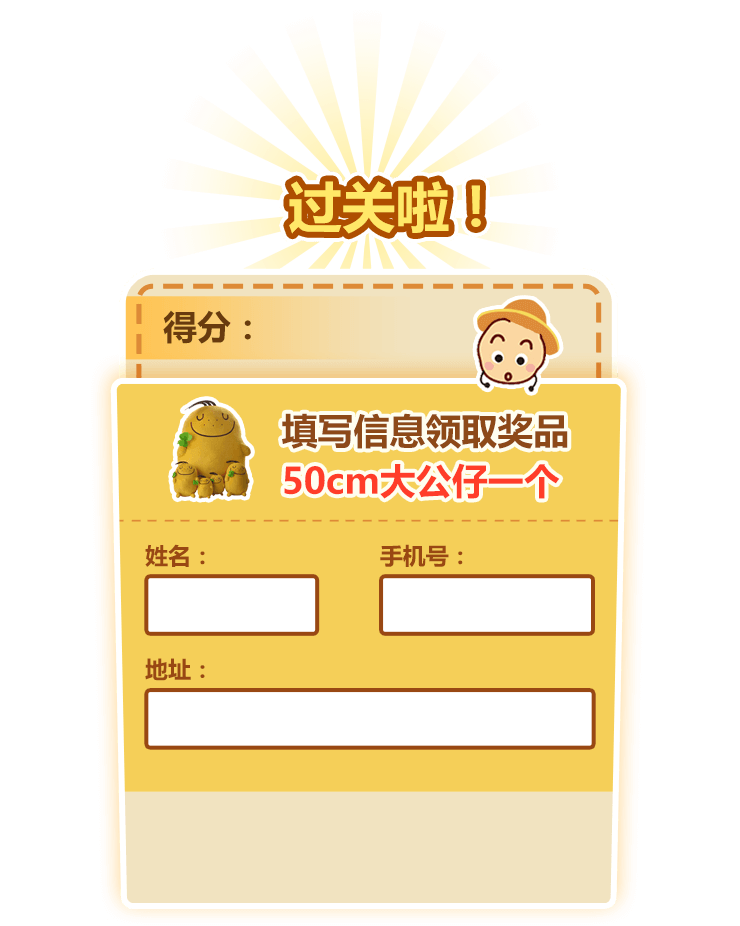 过关啦！
得分：
填写信息领取奖品
50cm大公仔一个
姓名：
手机号：
地址：